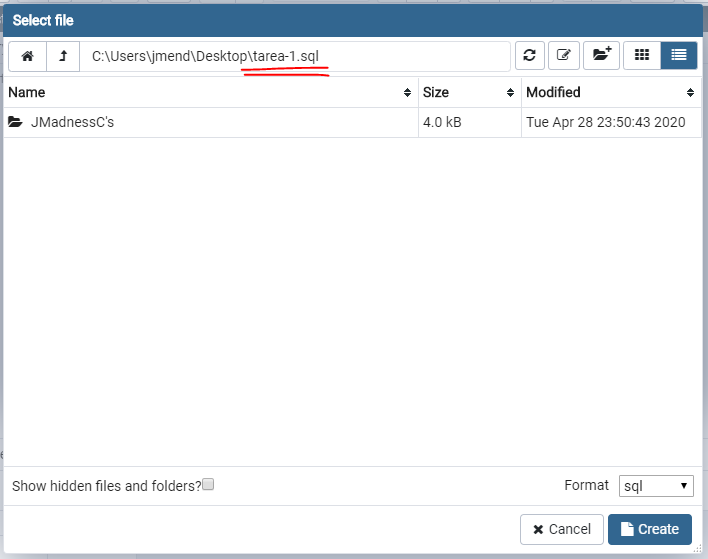 Select file
C:\Users\jmend\Desktop\tarea-1.sql
Name Size Modified
JMadnessC's 4.0 kB Tue Apr 28 23:50:43 2020
Show hidden files and folders? Format sql
Cancel Create